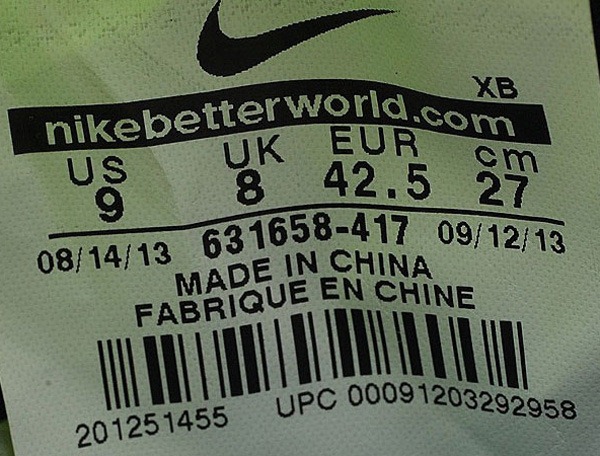 XB
nikebetterworld.com
US UK EUR cm
9 8 42.5 27
08/14/13 631658-417 09/12/13
MADE IN CHINA
FABRIQUE EN CHINE
201251455 UPC 00091203292958